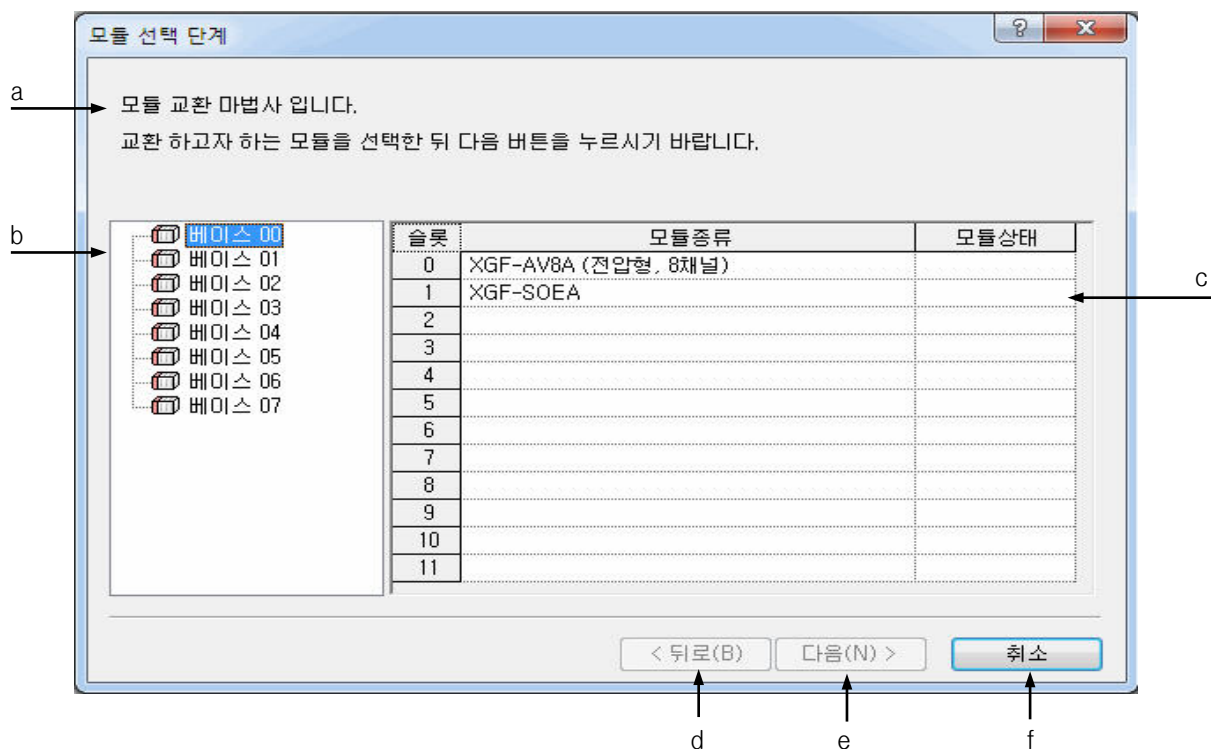 모듈 선택 단계
a
모듈 교환 마법사 입니다.
교환 하고자 하는 모듈을 선택한 뒤 다음 버튼을 누르시기 바랍니다.
b
베이스 00
베이스 01
베이스 02
베이스 03
베이스 04
베이스 05
베이스 06
베이스 07
슬롯 모듈종류 모듈상태
0 XGF-AV8A (전압형, 8채널)
1 XGF-SOEA
2
3
4
5
6
7
8
9
10
11
c
< 뒤로(B) 다음(N) > 취소
d e f